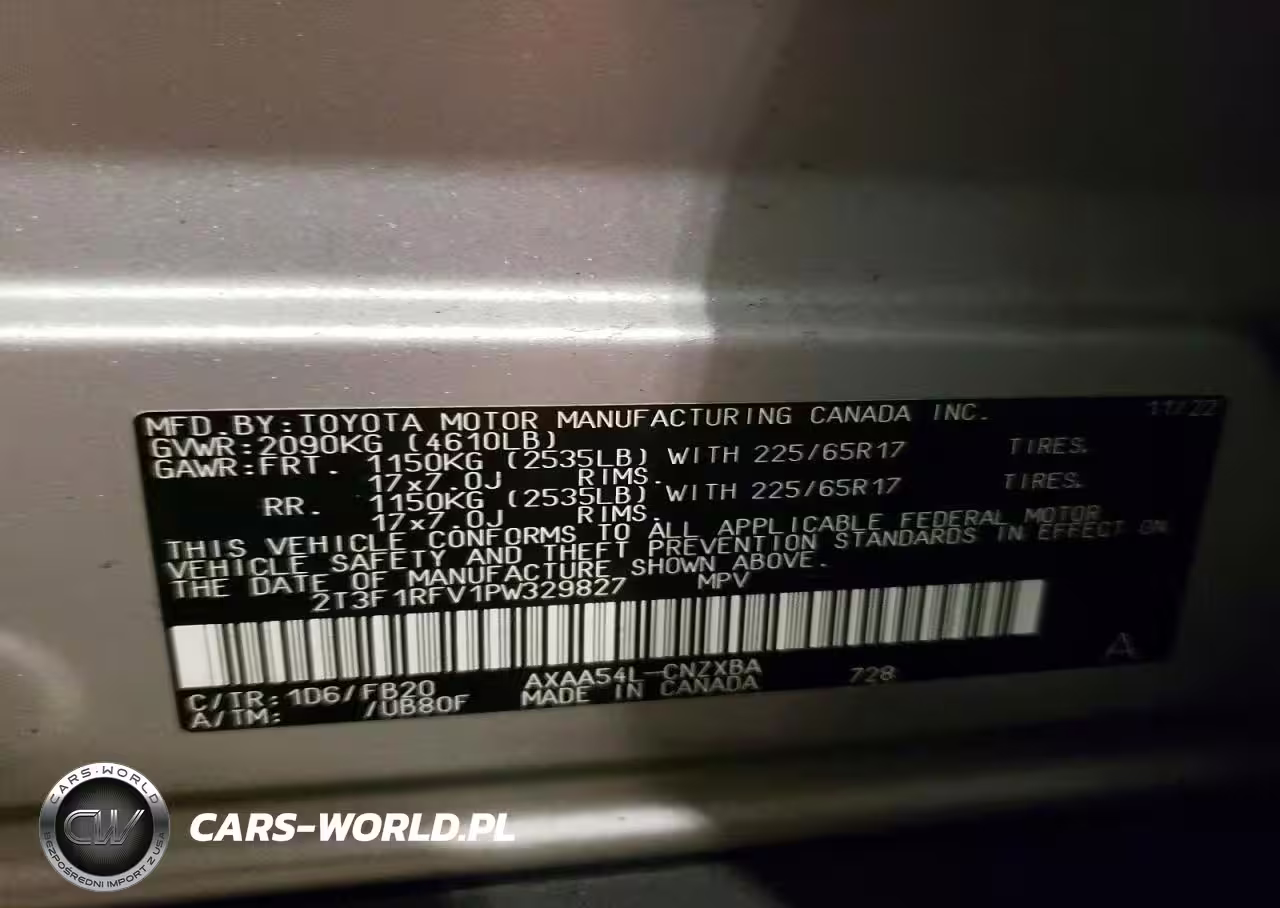 MFD.BY:TOYOTA MOTOR MANUFACTURING CANADA INC. 11/22
GVWR:2090KG (4610LB)
GAWR:FRT. 1150KG (2535LB) WITH 225/65R17 TIRES.
17x7.0J RIMS.
RR. 1150KG (2535LB) WITH 225/65R17 TIRES.
17x7.0J RIMS.
THIS VEHICLE CONFORMS TO ALL APPLICABLE FEDERAL MOTOR
VEHICLE SAFETY AND THEFT PREVENTION STANDARDS IN EFFECT ON
THE DATE OF MANUFACTURE SHOWN ABOVE.
2T3F1RFV1PW329827 MPV
A
C/TR:1D6/FB20 AXAA54L-CNZXBA 728
A/TM: /UB80F MADE IN CANADA
CARS-WORLD
CW
BEZPOŚREDNI IMPORT Z USA
CARS-WORLD.PL